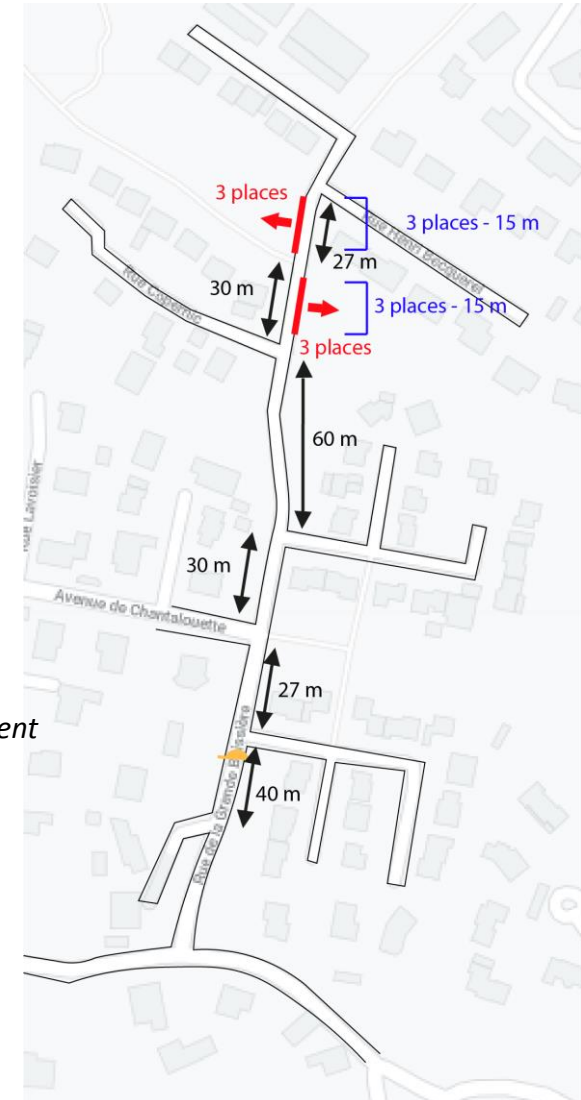 3 places
Rue Henri Becquerel
3 places - 15 m
27 m
30 m
Rue Copernic
3 places - 15 m
3 places
60 m
Rue Lavoisier
30 m
Avenue de Chantalouette
27 m
ent
Rue de la Grande Boissière
40 m